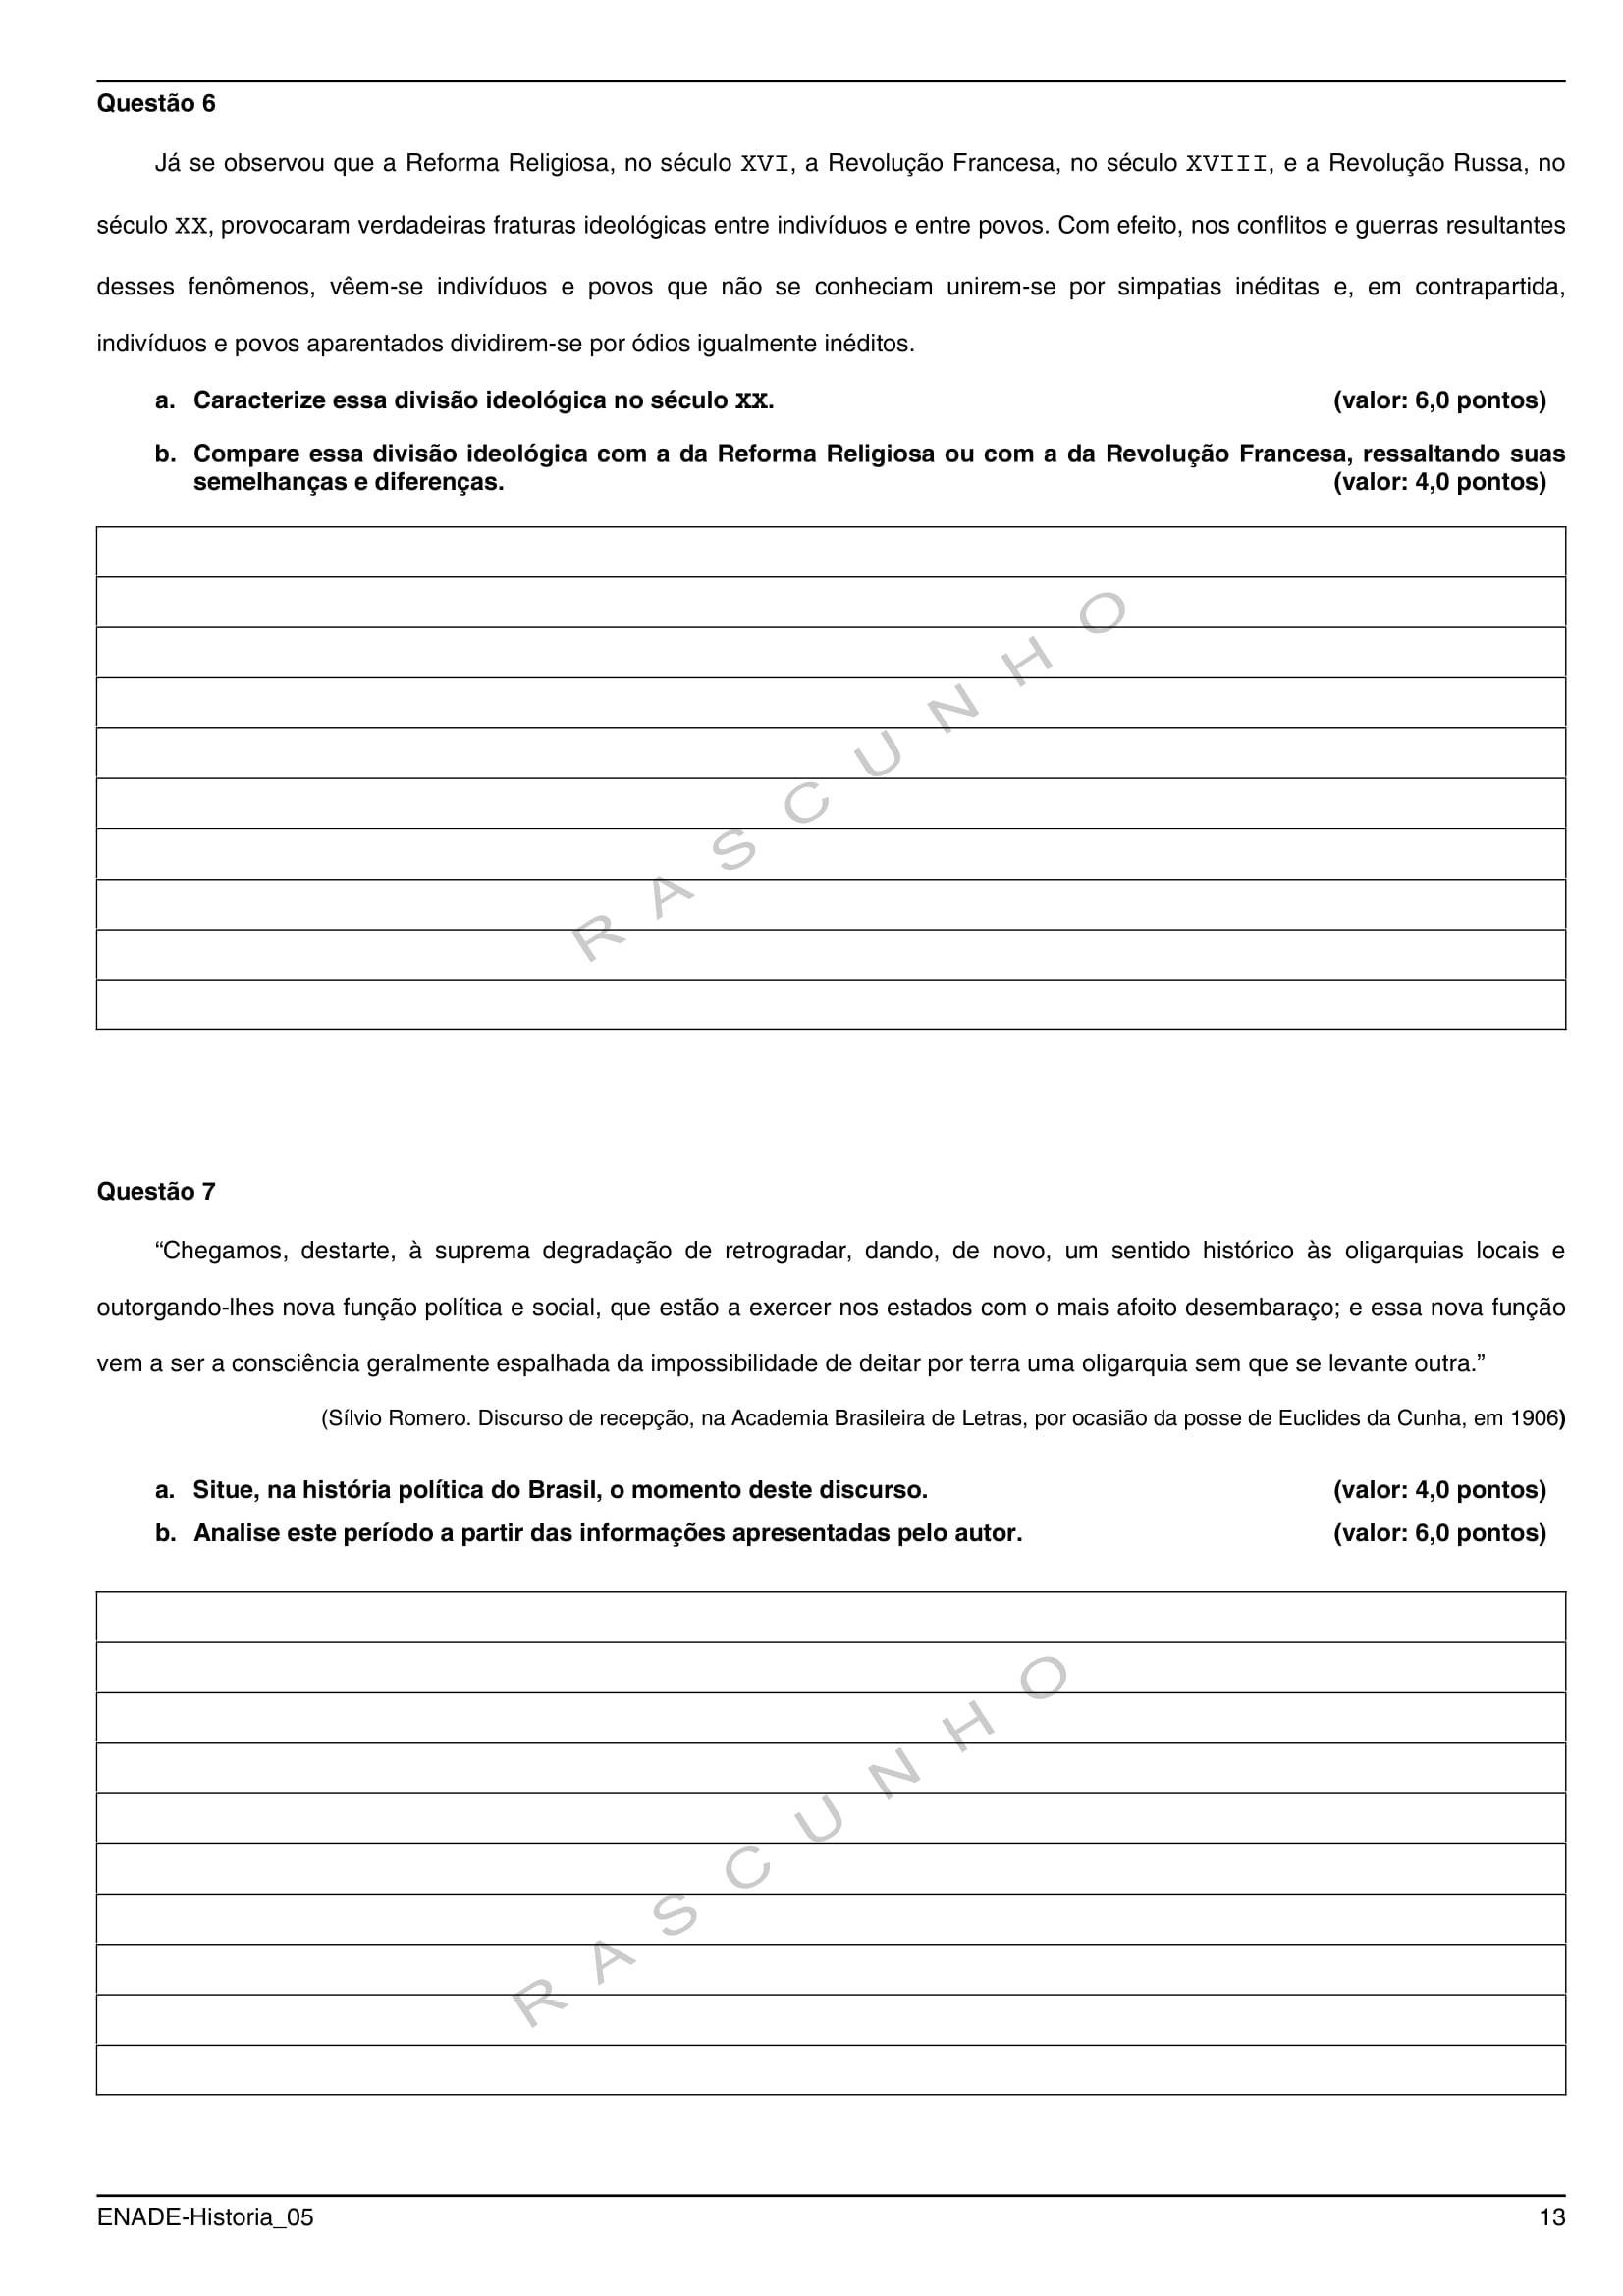 Questão 6
Já se observou que a Reforma Religiosa, no século XVI, a Revolução Francesa, no século XVIII, e a Revolução Russa, no
século XX, provocaram verdadeiras fraturas ideológicas entre indivíduos e entre povos. Com efeito, nos conflitos e guerras resultantes
desses fenômenos, vêem-se indivíduos e povos que não se conheciam unirem-se por simpatias inéditas e, em contrapartida,
indivíduos e povos aparentados dividirem-se por ódios igualmente inéditos.
a. Caracterize essa divisão ideológica no século XX. (valor: 6,0 pontos)
b. Compare essa divisão ideológica com a da Reforma Religiosa ou com a da Revolução Francesa, ressaltando suas
semelhanças e diferenças. (valor: 4,0 pontos)
RASCUNHO
Questão 7
“Chegamos, destarte, à suprema degradação de retrogradar, dando, de novo, um sentido histórico às oligarquias locais e
outorgando-lhes nova função política e social, que estão a exercer nos estados com o mais afoito desembaraço; e essa nova função
vem a ser a consciência geralmente espalhada da impossibilidade de deitar por terra uma oligarquia sem que se levante outra.”
(Sílvio Romero. Discurso de recepção, na Academia Brasileira de Letras, por ocasião da posse de Euclides da Cunha, em 1906)
a. Situe, na história política do Brasil, o momento deste discurso. (valor: 4,0 pontos)
b. Analise este período a partir das informações apresentadas pelo autor. (valor: 6,0 pontos)
RASCUNHO
ENADE-Historia_05 13